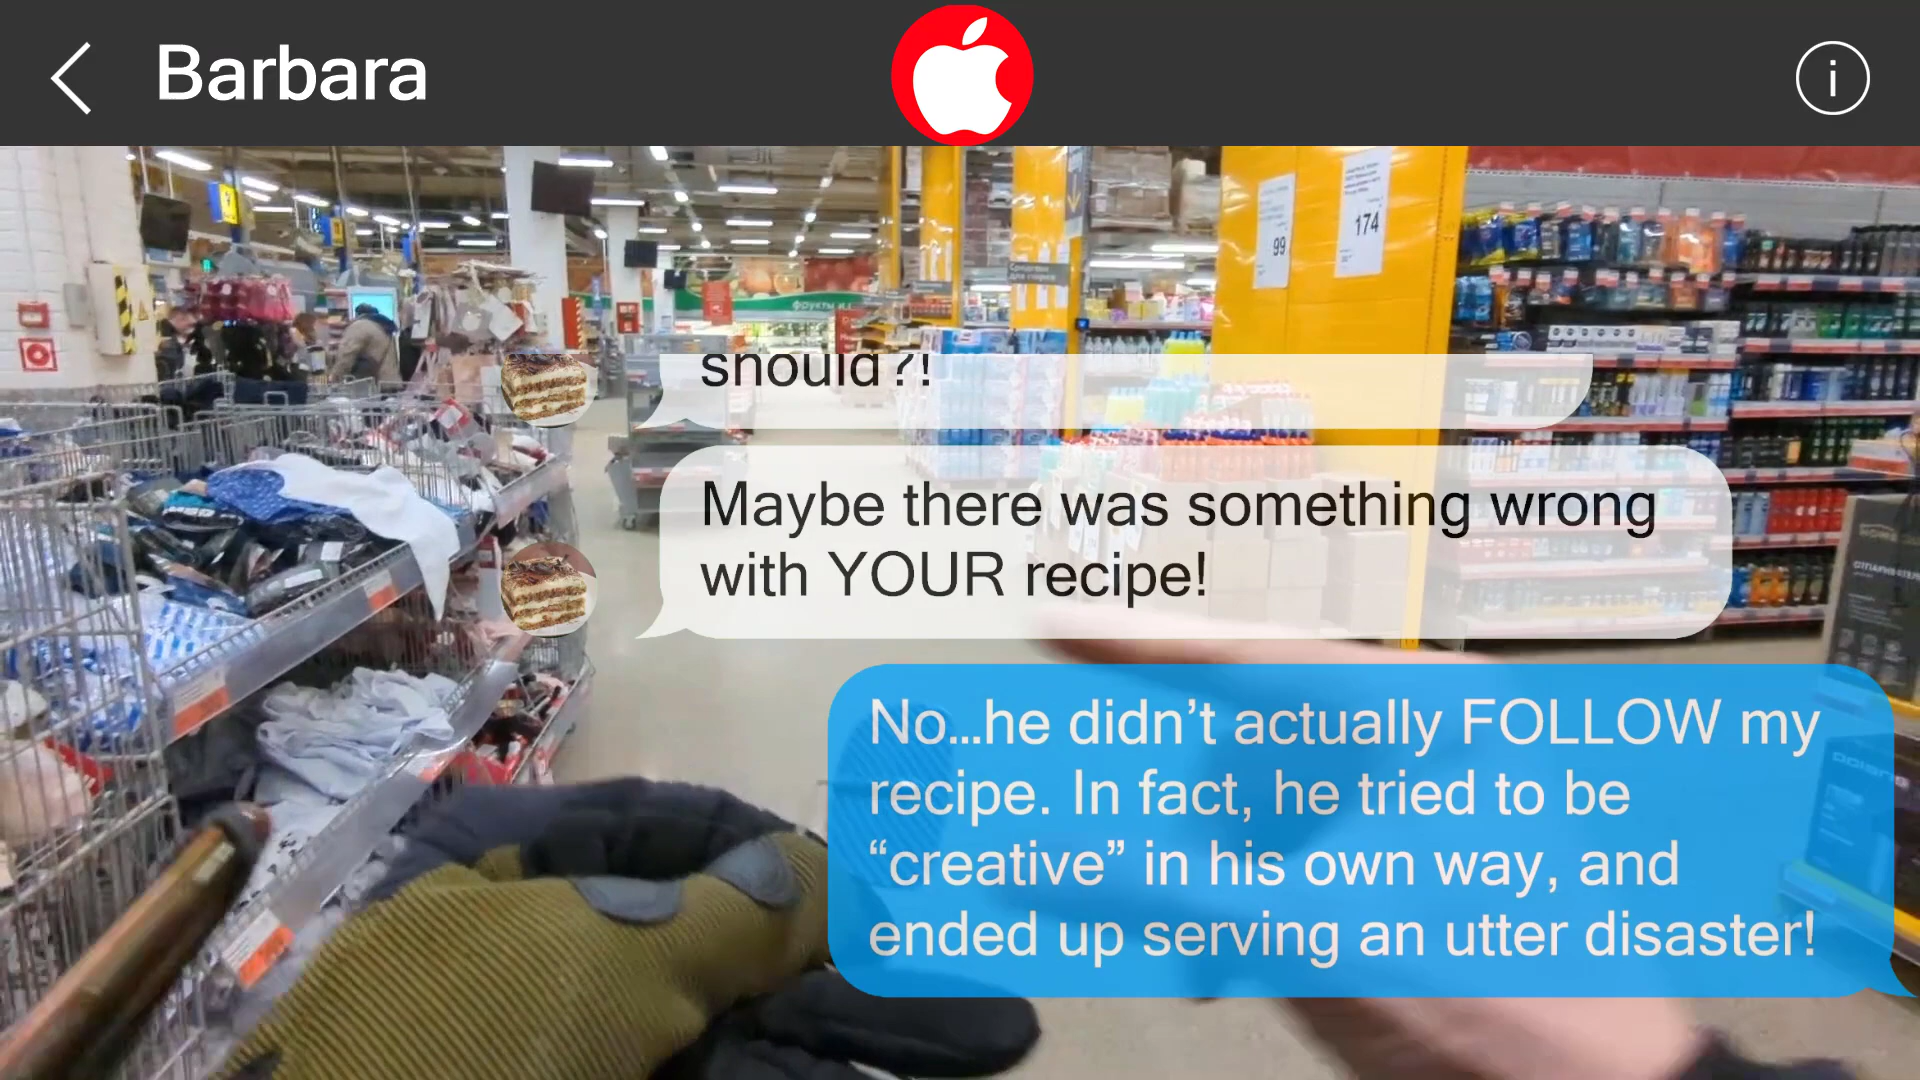 Barbara
i
99
174
ФРУКТЫ И
should?!
Maybe there was something wrong
with YOUR recipe!
No...he didn’t actually FOLLOW my
recipe. In fact, he tried to be
“creative” in his own way, and
ended up serving an utter disaster!